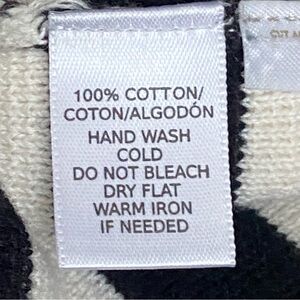 100% COTTON/
COTON/ALGODÓN
HAND WASH
COLD
DO NOT BLEACH
DRY FLAT
WARM IRON
IF NEEDED